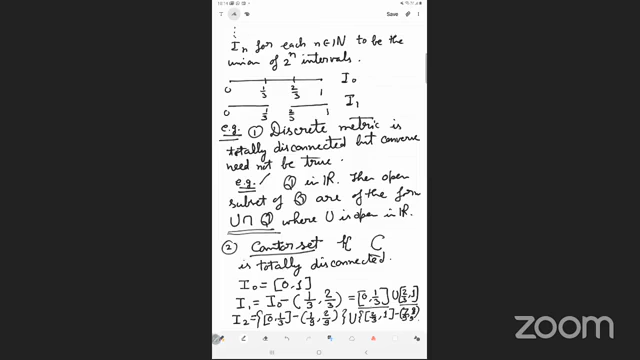 Save
⋮
Iₙ for each n∈ℕ to be the
union of 2ⁿ intervals.
0 1/3 2/3 1 I₀
0 1/3 2/3 1 I₁
e.g. ① Discrete metric is
totally disconnected but converse
need not be true.
e.g. ℚ in ℝ. Then open
subset of ℚ are of the form
U∩ℚ where U is open in ℝ.
② Cantor set C
is totally disconnected.
I₀ = [0,1]
I₁ = I₀-(1/3, 2/3) = [0,1/3] ∪ [2/3,1]
zoom